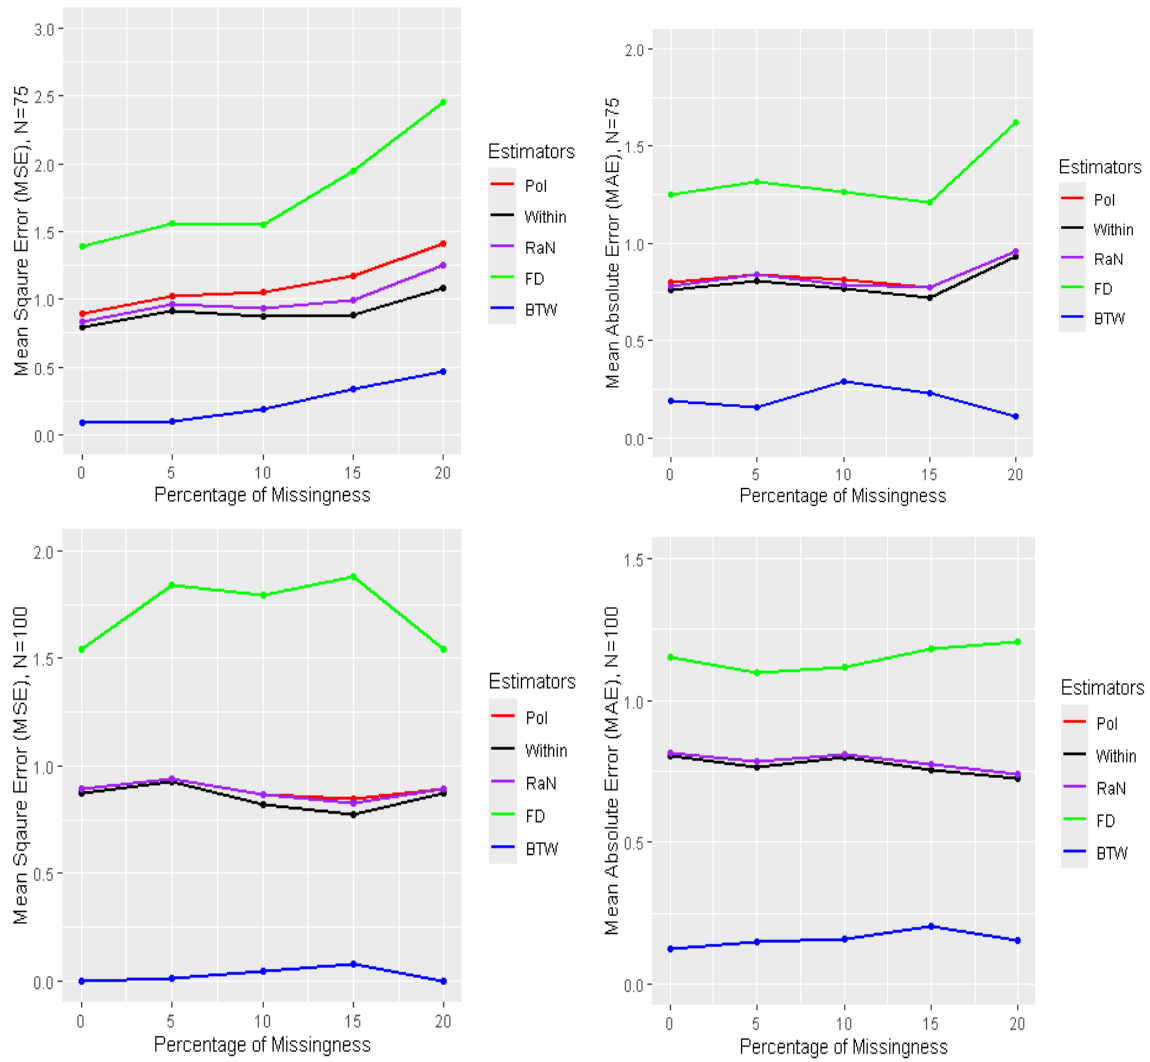 Mean Sqaure Error (MSE), N=75
3.0
2.5
2.0
1.5
1.0
0.5
0.0
0 5 10 15 20
Percentage of Missingness
Estimators
Pol
Within
RaN
FD
BTW
Mean Absolute Error (MAE), N=75
2.0
1.5
1.0
0.5
0.0
0 5 10 15 20
Percentage of Missingness
Estimators
Pol
Within
RaN
FD
BTW
Mean Sqaure Error (MSE), N=100
2.0
1.5
1.0
0.5
0.0
0 5 10 15 20
Percentage of Missingness
Estimators
Pol
Within
RaN
FD
BTW
Mean Absolute Error (MAE), N=100
1.5
1.0
0.5
0.0
0 5 10 15 20
Percentage of Missingness
Estimators
Pol
Within
RaN
FD
BTW